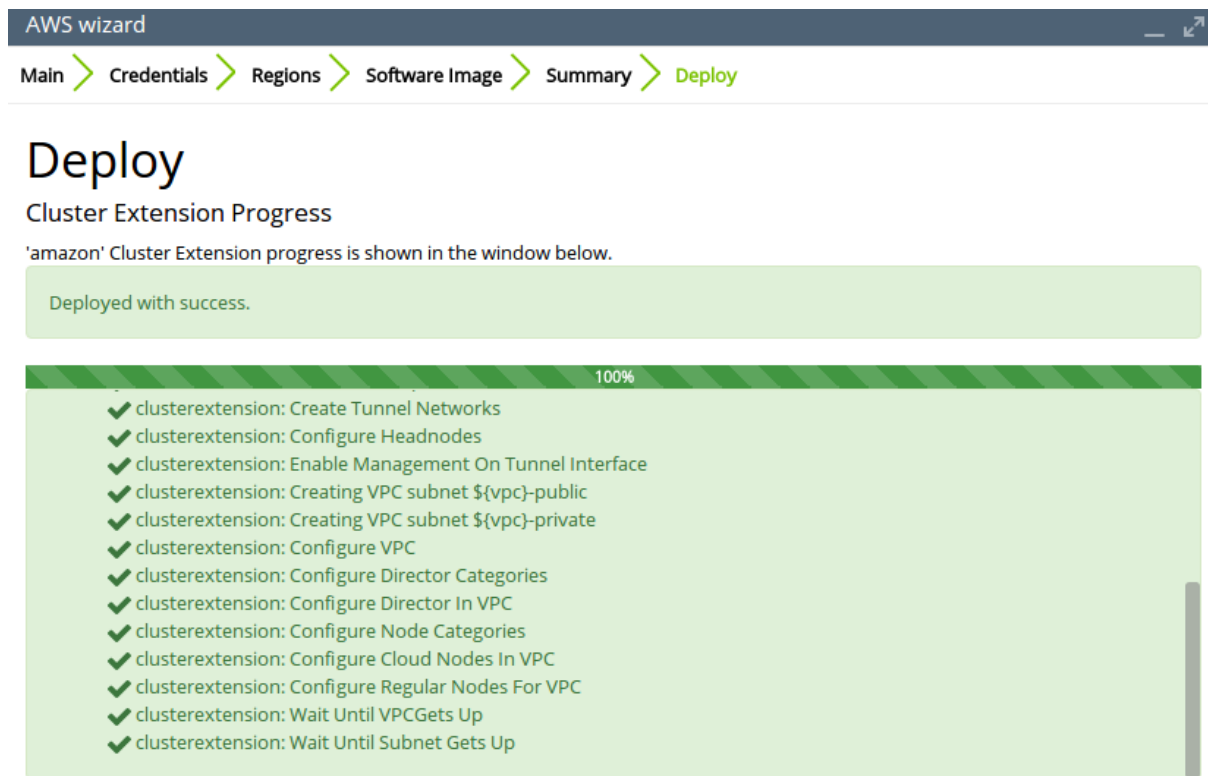 AWS wizard
Main Credentials Regions Software Image Summary Deploy
Deploy
Cluster Extension Progress
'amazon' Cluster Extension progress is shown in the window below.
Deployed with success.
100%
clusterextension: Create Tunnel Networks
clusterextension: Configure Headnodes
clusterextension: Enable Management On Tunnel Interface
clusterextension: Creating VPC subnet ${vpc}-public
clusterextension: Creating VPC subnet ${vpc}-private
clusterextension: Configure VPC
clusterextension: Configure Director Categories
clusterextension: Configure Director In VPC
clusterextension: Configure Node Categories
clusterextension: Configure Cloud Nodes In VPC
clusterextension: Configure Regular Nodes For VPC
clusterextension: Wait Until VPCGets Up
clusterextension: Wait Until Subnet Gets Up